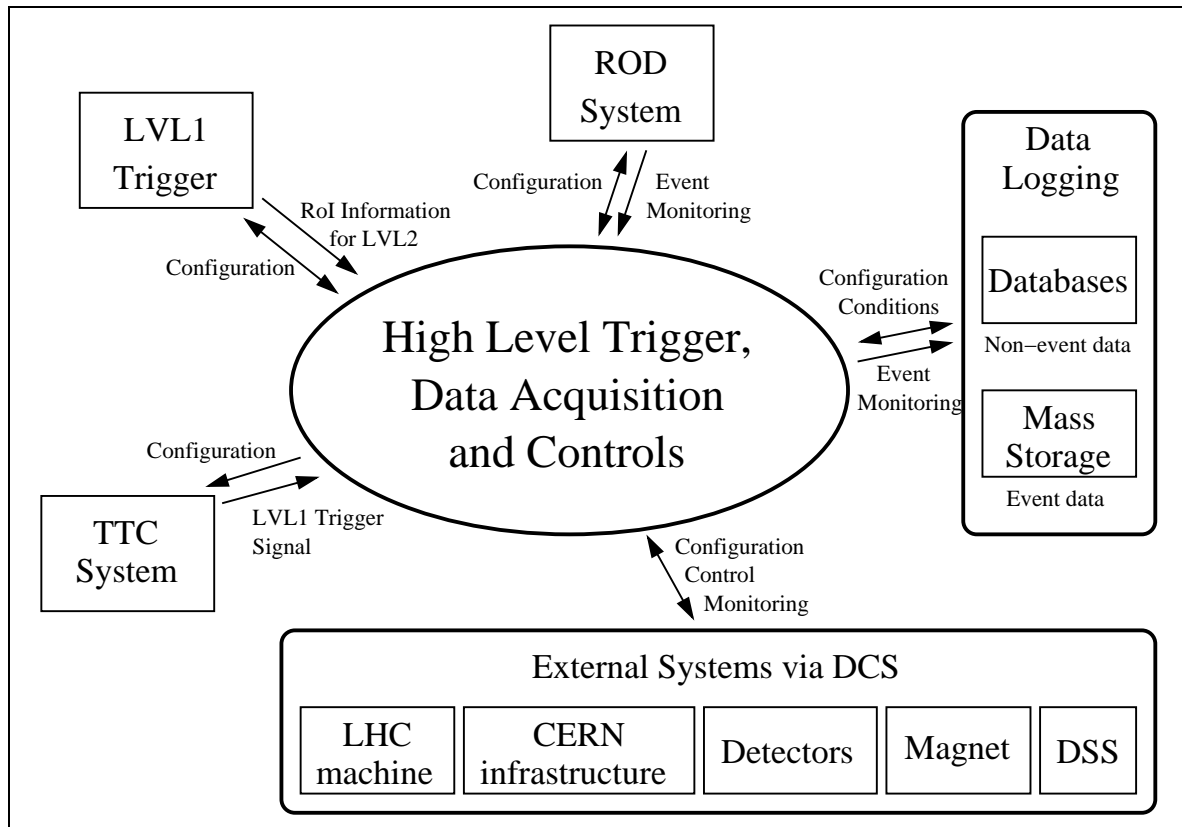 ROD
System
LVL1
Trigger
Configuration
Event
Monitoring
RoI Information
for LVL2
Configuration
Data
Logging
Databases
Non−event data
Mass
Storage
Event data
Configuration
Conditions
Event
Monitoring
High Level Trigger,
Data Acquisition
and Controls
Configuration
LVL1 Trigger
Signal
TTC
System
Configuration
Control
Monitoring
External Systems via DCS
LHC
machine
CERN
infrastructure
Detectors
Magnet
DSS